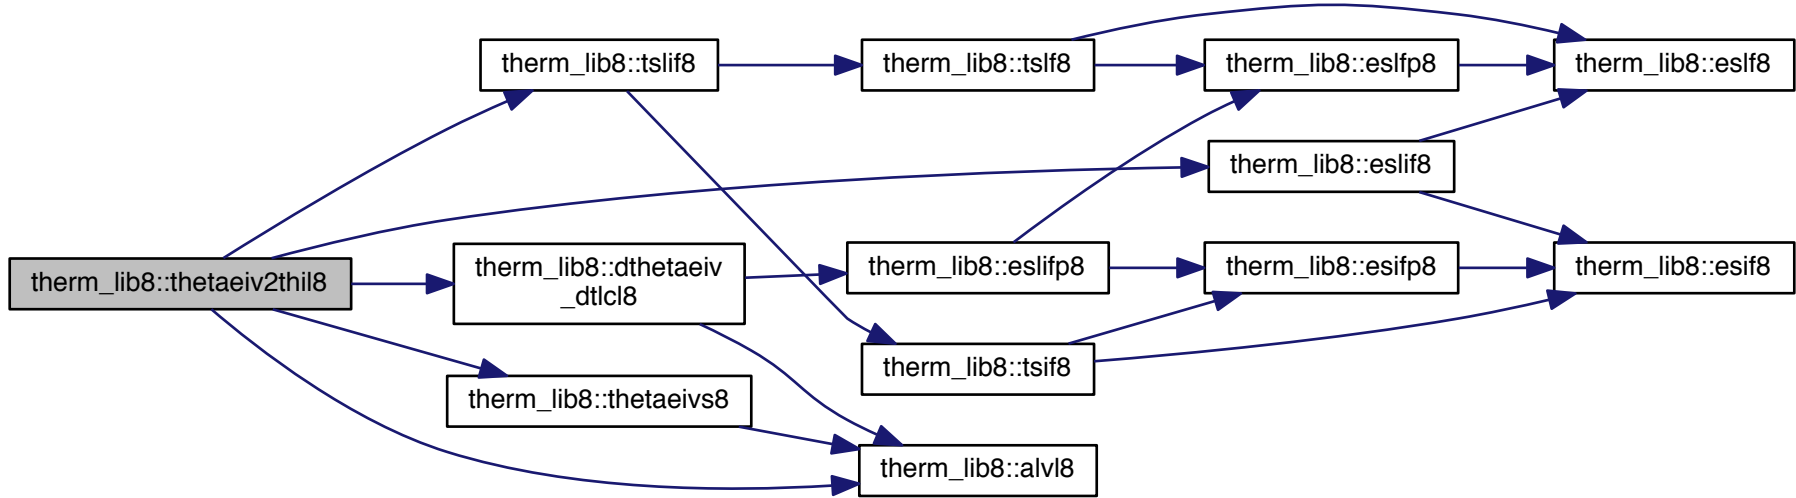 therm_lib8::thetaeiv2thil8
therm_lib8::tslif8
therm_lib8::dthetaeiv
_dtlcl8
therm_lib8::thetaeivs8
therm_lib8::tslf8
therm_lib8::eslifp8
therm_lib8::tsif8
therm_lib8::alvl8
therm_lib8::eslfp8
therm_lib8::eslif8
therm_lib8::esifp8
therm_lib8::eslf8
therm_lib8::esif8